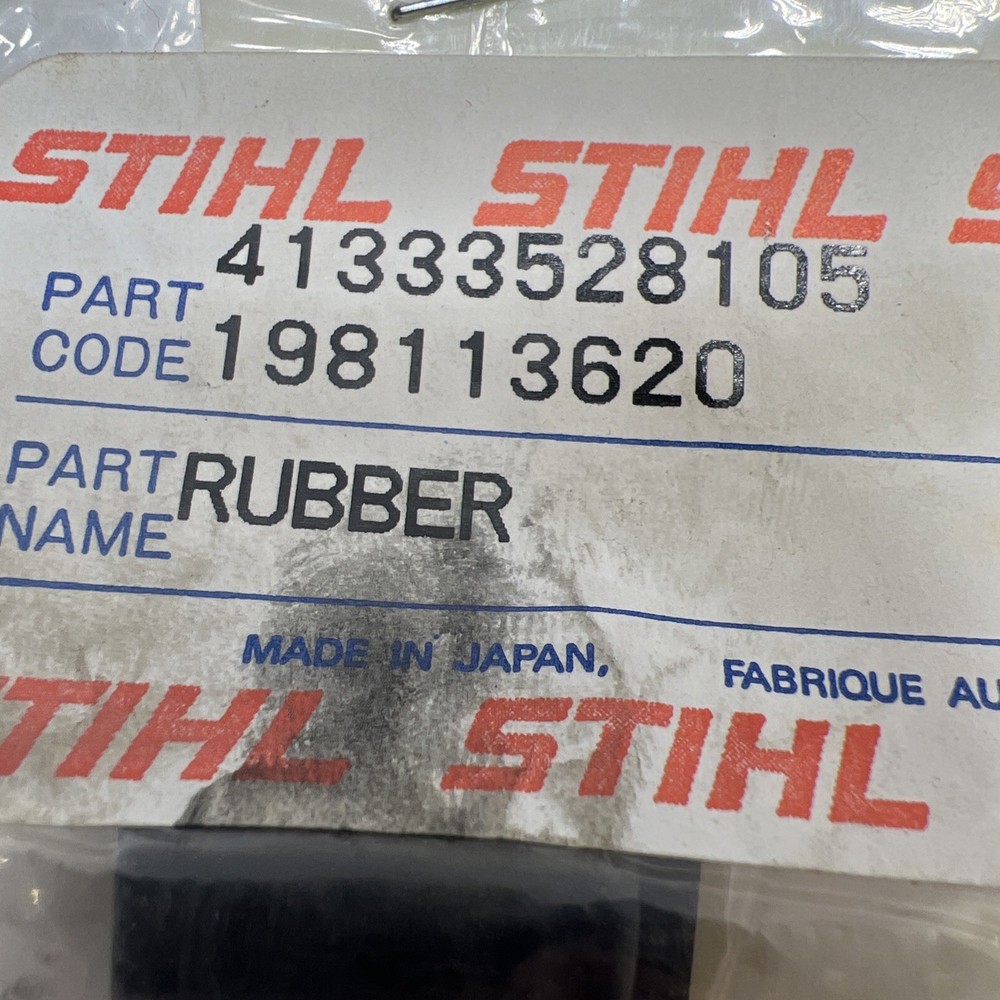 STIHL STIHL
41333528105
PART
CODE 198113620
PART
NAME RUBBER
MADE IN JAPAN, FABRIQUE AU
STIHL STIHL